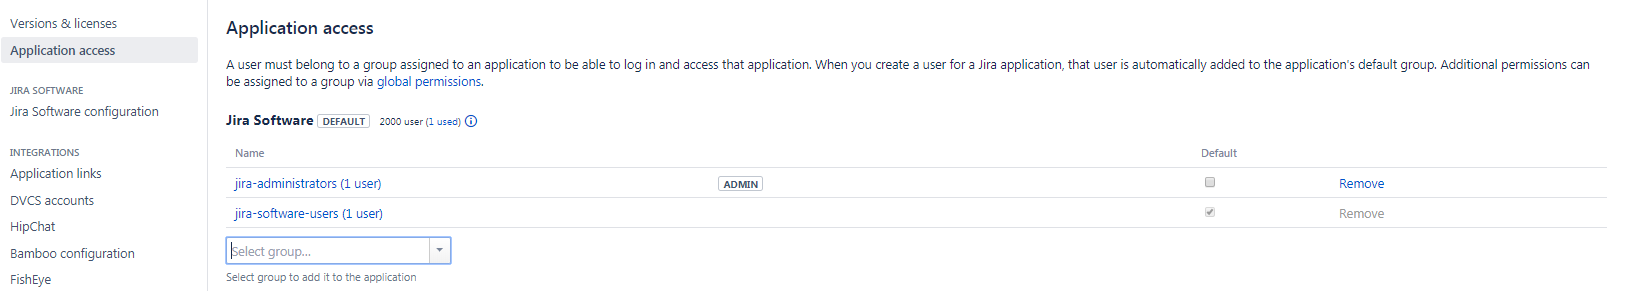 Versions & licenses
Application access
JIRA SOFTWARE
Jira Software configuration
INTEGRATIONS
Application links
DVCS accounts
HipChat
Bamboo configuration
FishEye
Application access
A user must belong to a group assigned to an application to be able to log in and access that application. When you create a user for a Jira application, that user is automatically added to the application's default group. Additional permissions can
be assigned to a group via global permissions.
Jira Software DEFAULT 2000 user (1 used)
Name Default
jira-administrators (1 user) ADMIN Remove
jira-software-users (1 user) Remove
Select group...
Select group to add it to the application